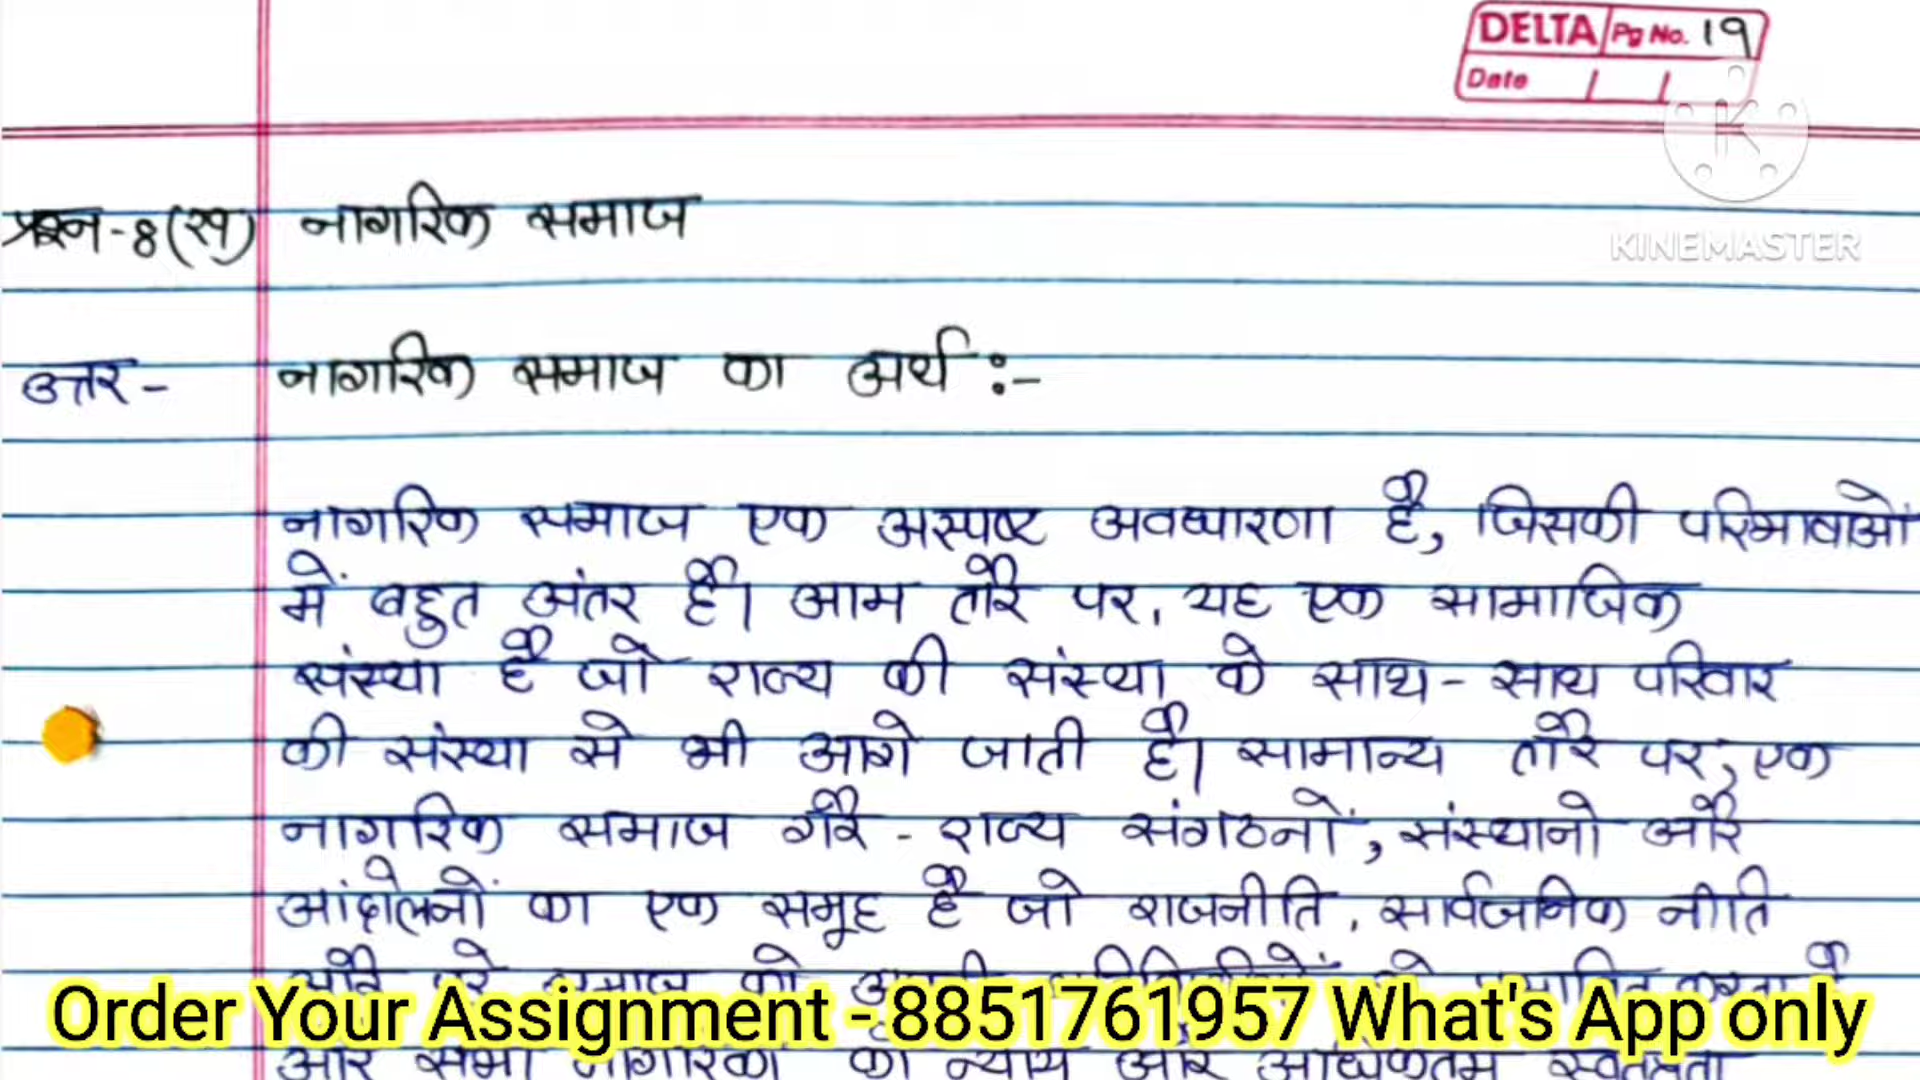 DELTA Pg No. 19
Date / /
KINEMASTER
प्रश्न-8(ख) नागरिक समाज
उत्तर- नागरिक समाज का अर्थ :-
नागरिक समाज एक अस्पष्ट अवधारणा है, जिसकी परिभाषाओं
में बहुत अंतर है। आम तौर पर, यह एक सामाजिक
संस्था है जो राज्य की संस्था के साथ-साथ परिवार
की संस्था से भी आगे जाती है। सामान्य तौर पर, एक
नागरिक समाज गैर-राज्य संगठनों, संस्थानो और
आंदोलनों का एक समूह है जो राजनीति, सार्वजनिक नीति
और पूरे समाज को
Order Your Assignment - 8851761957 What's App only
और सभी नागरिकों को न्याय और अधिकतम स्वतंत्रता